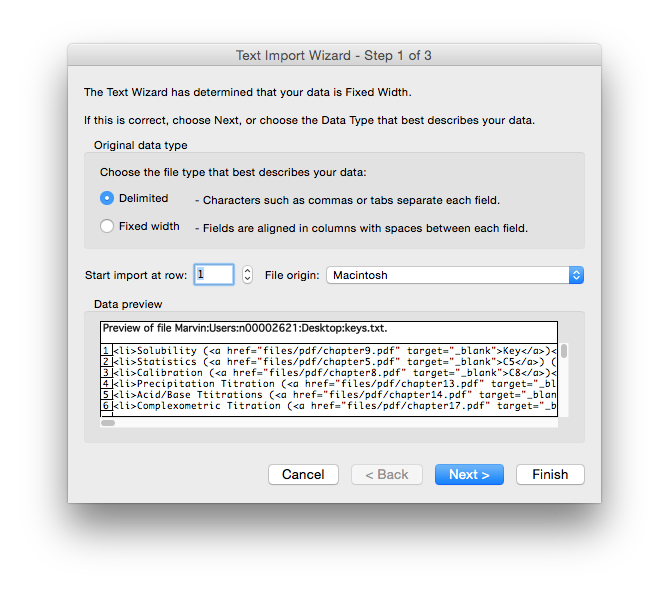 Text Import Wizard - Step 1 of 3
The Text Wizard has determined that your data is Fixed Width.
If this is correct, choose Next, or choose the Data Type that best describes your data.
Original data type
Choose the file type that best describes your data:
Delimited - Characters such as commas or tabs separate each field.
Fixed width - Fields are aligned in columns with spaces between each field.
Start import at row: 1 File origin: Macintosh
Data preview
Preview of file Marvin:Users:n00002621:Desktop:keys.txt.
1 <li>Solubility (<a href="files/pdf/chapter9.pdf" target="_blank">Key</a>)<
2 <li>Statistics (<a href="files/pdf/chapter5.pdf" target="_blank">C5</a>) (
3 <li>Calibration (<a href="files/pdf/chapter8.pdf" target="_blank">C8</a>)<
4 <li>Precipitation Titration (<a href="files/pdf/chapter13.pdf" target="_bl
5 <li>Acid/Base Ttitrations (<a href="files/pdf/chapter14.pdf" target="_blan
6 <li>Complexometric Titration (<a href="files/pdf/chapter17.pdf" target="_b
Cancel < Back Next > Finish